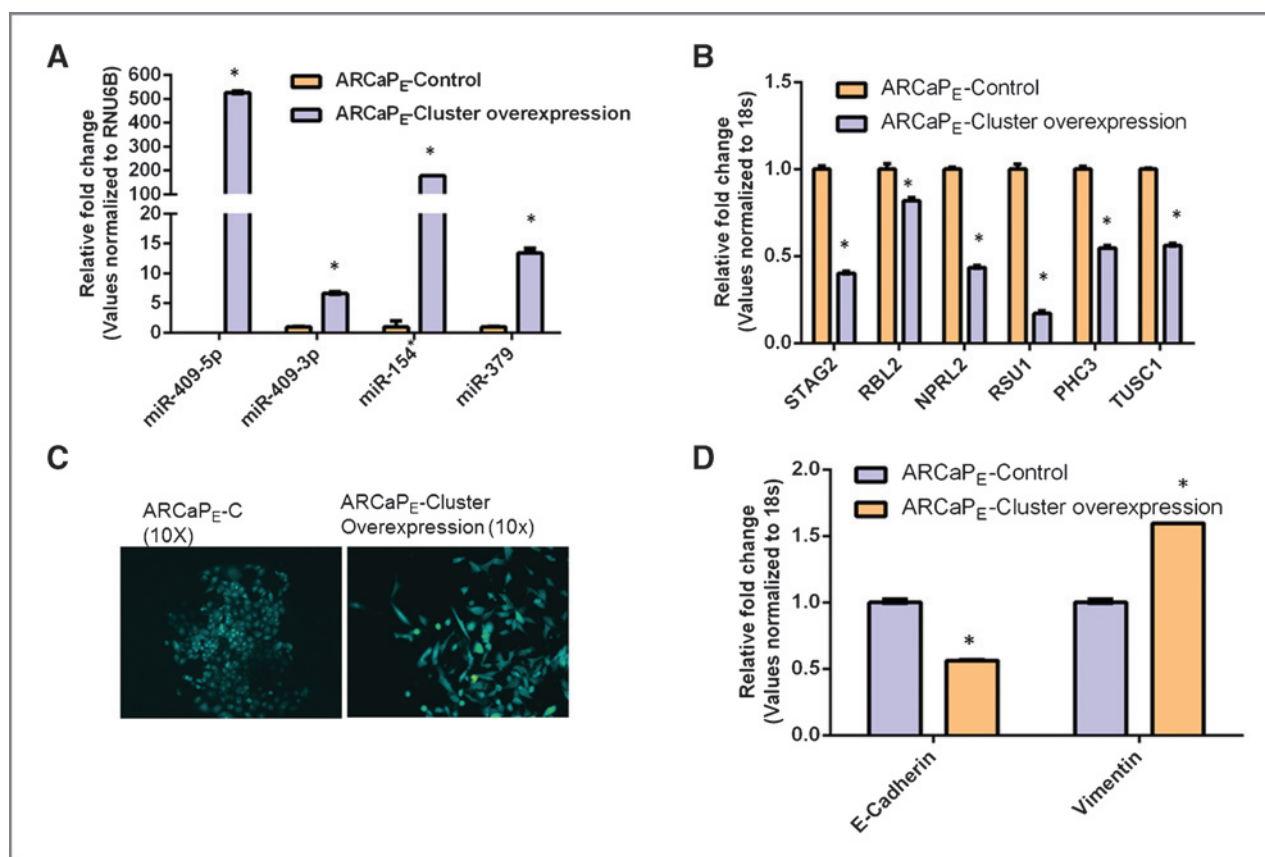 A
Relative fold change
(Values normalized to RNU6B)
600
500
400
300
200
100
20
15
10
5
0
ARCaPE-Control
ARCaPE-Cluster overexpression
*
*
*
*
miR-409-5p
miR-409-3p
miR-154*
miR-379
B
Relative fold change
(Values normalized to 18s)
1.5
1.0
0.5
0.0
ARCaPE-Control
ARCaPE-Cluster overexpression
*
*
*
*
*
*
STAG2
RBL2
NPRL2
RSU1
PHC3
TUSC1
C
ARCaPE-C
(10X)
ARCaPE-Cluster
Overexpression (10x)
D
Relative fold change
(Values normalized to 18s)
2.0
1.5
1.0
0.5
0.0
ARCaPE-Control
ARCaPE-Cluster overexpression
*
*
E-Cadherin
Vimentin